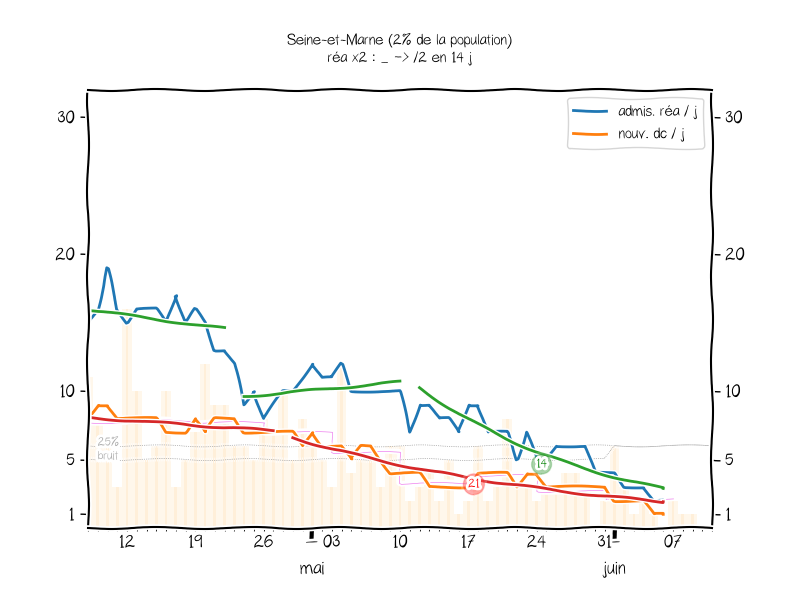 Seine-et-Marne (2% de la population)
réa x2 : _ -> /2 en 14 j
admis. réa / j
nouv. dc / j
30
30
20
20
10
10
25%
bruit
5
5
14
21
1
1
12 19 26 03 10 17 24 31 07
mai juin